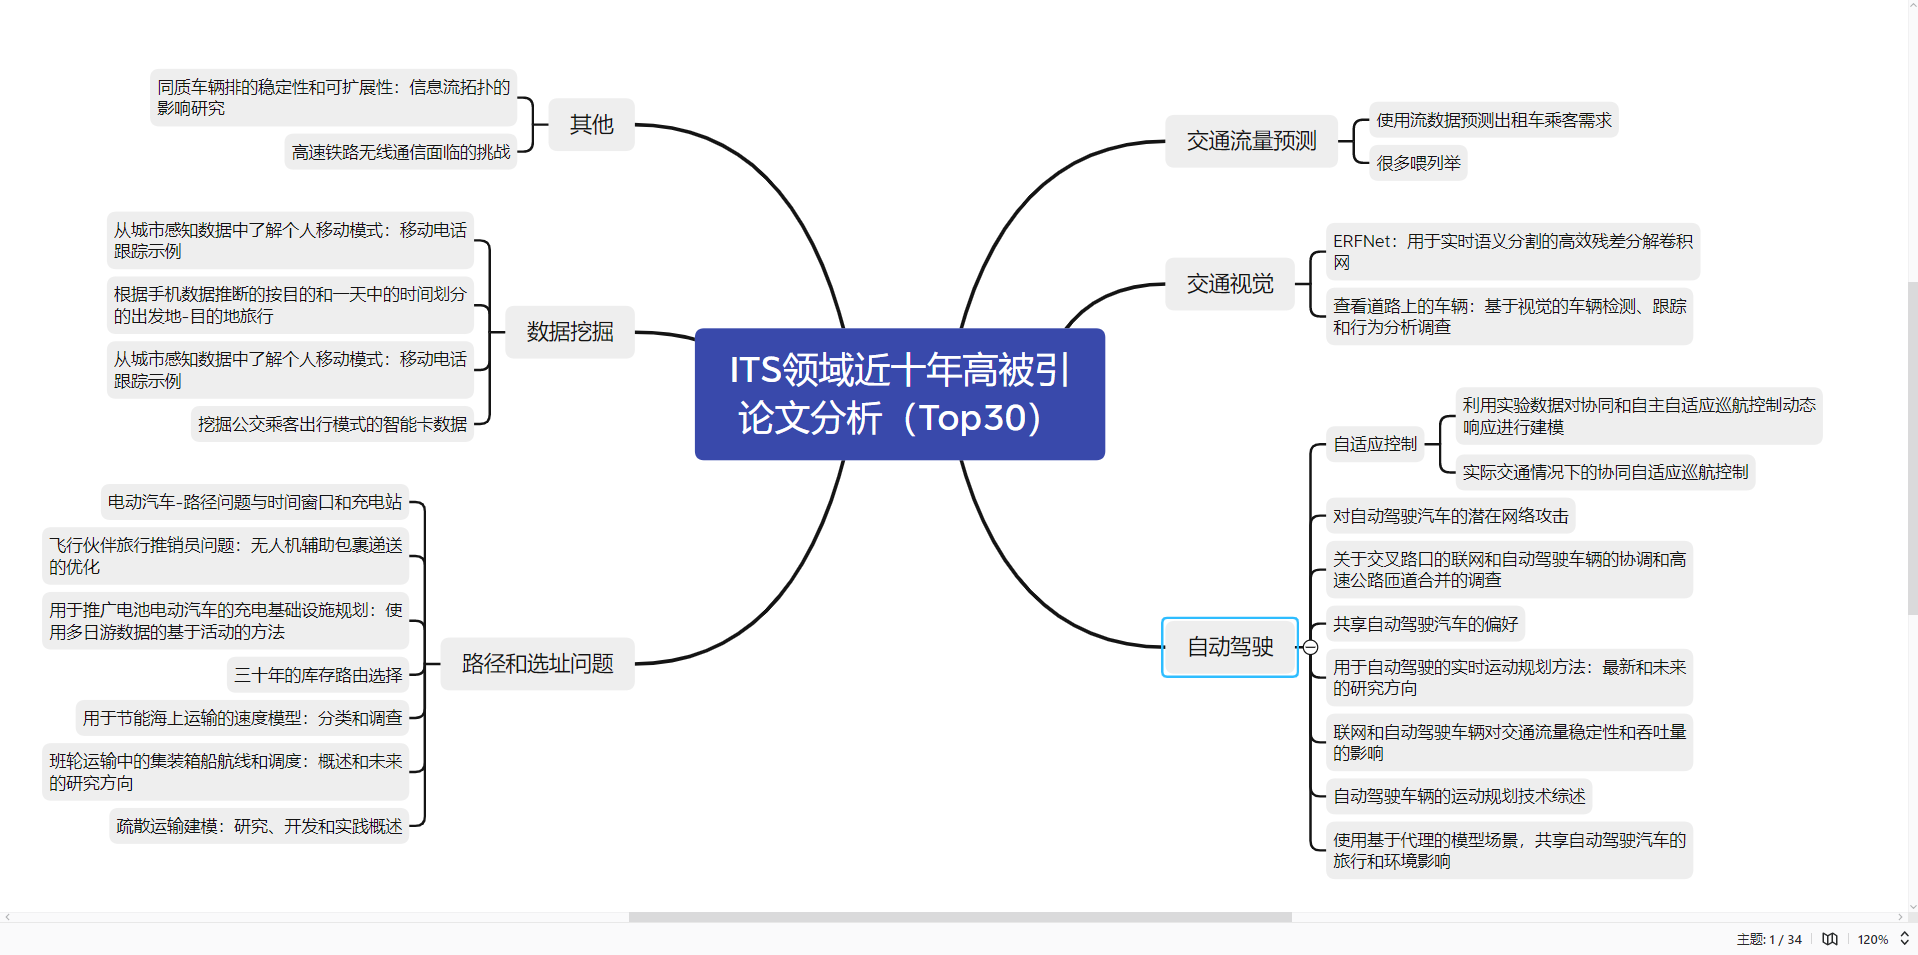 ITS领域近十年高被引
论文分析（Top30）
其他
同质车辆排的稳定性和可扩展性：信息流拓扑的
影响研究
高速铁路无线通信面临的挑战
数据挖掘
从城市感知数据中了解个人移动模式：移动电话
跟踪示例
根据手机数据推断的按目的和一天中的时间划分
的出发地-目的地旅行
从城市感知数据中了解个人移动模式：移动电话
跟踪示例
挖掘公交乘客出行模式的智能卡数据
路径和选址问题
电动汽车-路径问题与时间窗口和充电站
飞行伙伴旅行推销员问题：无人机辅助包裹递送
的优化
用于推广电池电动汽车的充电基础设施规划：使
用多日游数据的基于活动的方法
三十年的库存路由选择
用于节能海上运输的速度模型：分类和调查
班轮运输中的集装箱船航线和调度：概述和未来
的研究方向
疏散运输建模：研究、开发和实践概述
交通流量预测
使用流数据预测出租车乘客需求
很多喂列举
交通视觉
ERFNet：用于实时语义分割的高效残差分解卷积
网
查看道路上的车辆：基于视觉的车辆检测、跟踪
和行为分析调查
自动驾驶
自适应控制
利用实验数据对协同和自主自适应巡航控制动态
响应进行建模
实际交通情况下的协同自适应巡航控制
对自动驾驶汽车的潜在网络攻击
关于交叉路口的联网和自动驾驶车辆的协调和高
速公路匝道合并的调查
共享自动驾驶汽车的偏好
用于自动驾驶的实时运动规划方法：最新和未来
的研究方向
联网和自动驾驶车辆对交通流量稳定性和吞吐量
的影响
自动驾驶车辆的运动规划技术综述
使用基于代理的模型场景，共享自动驾驶汽车的
旅行和环境影响
主题: 1 / 34
120%